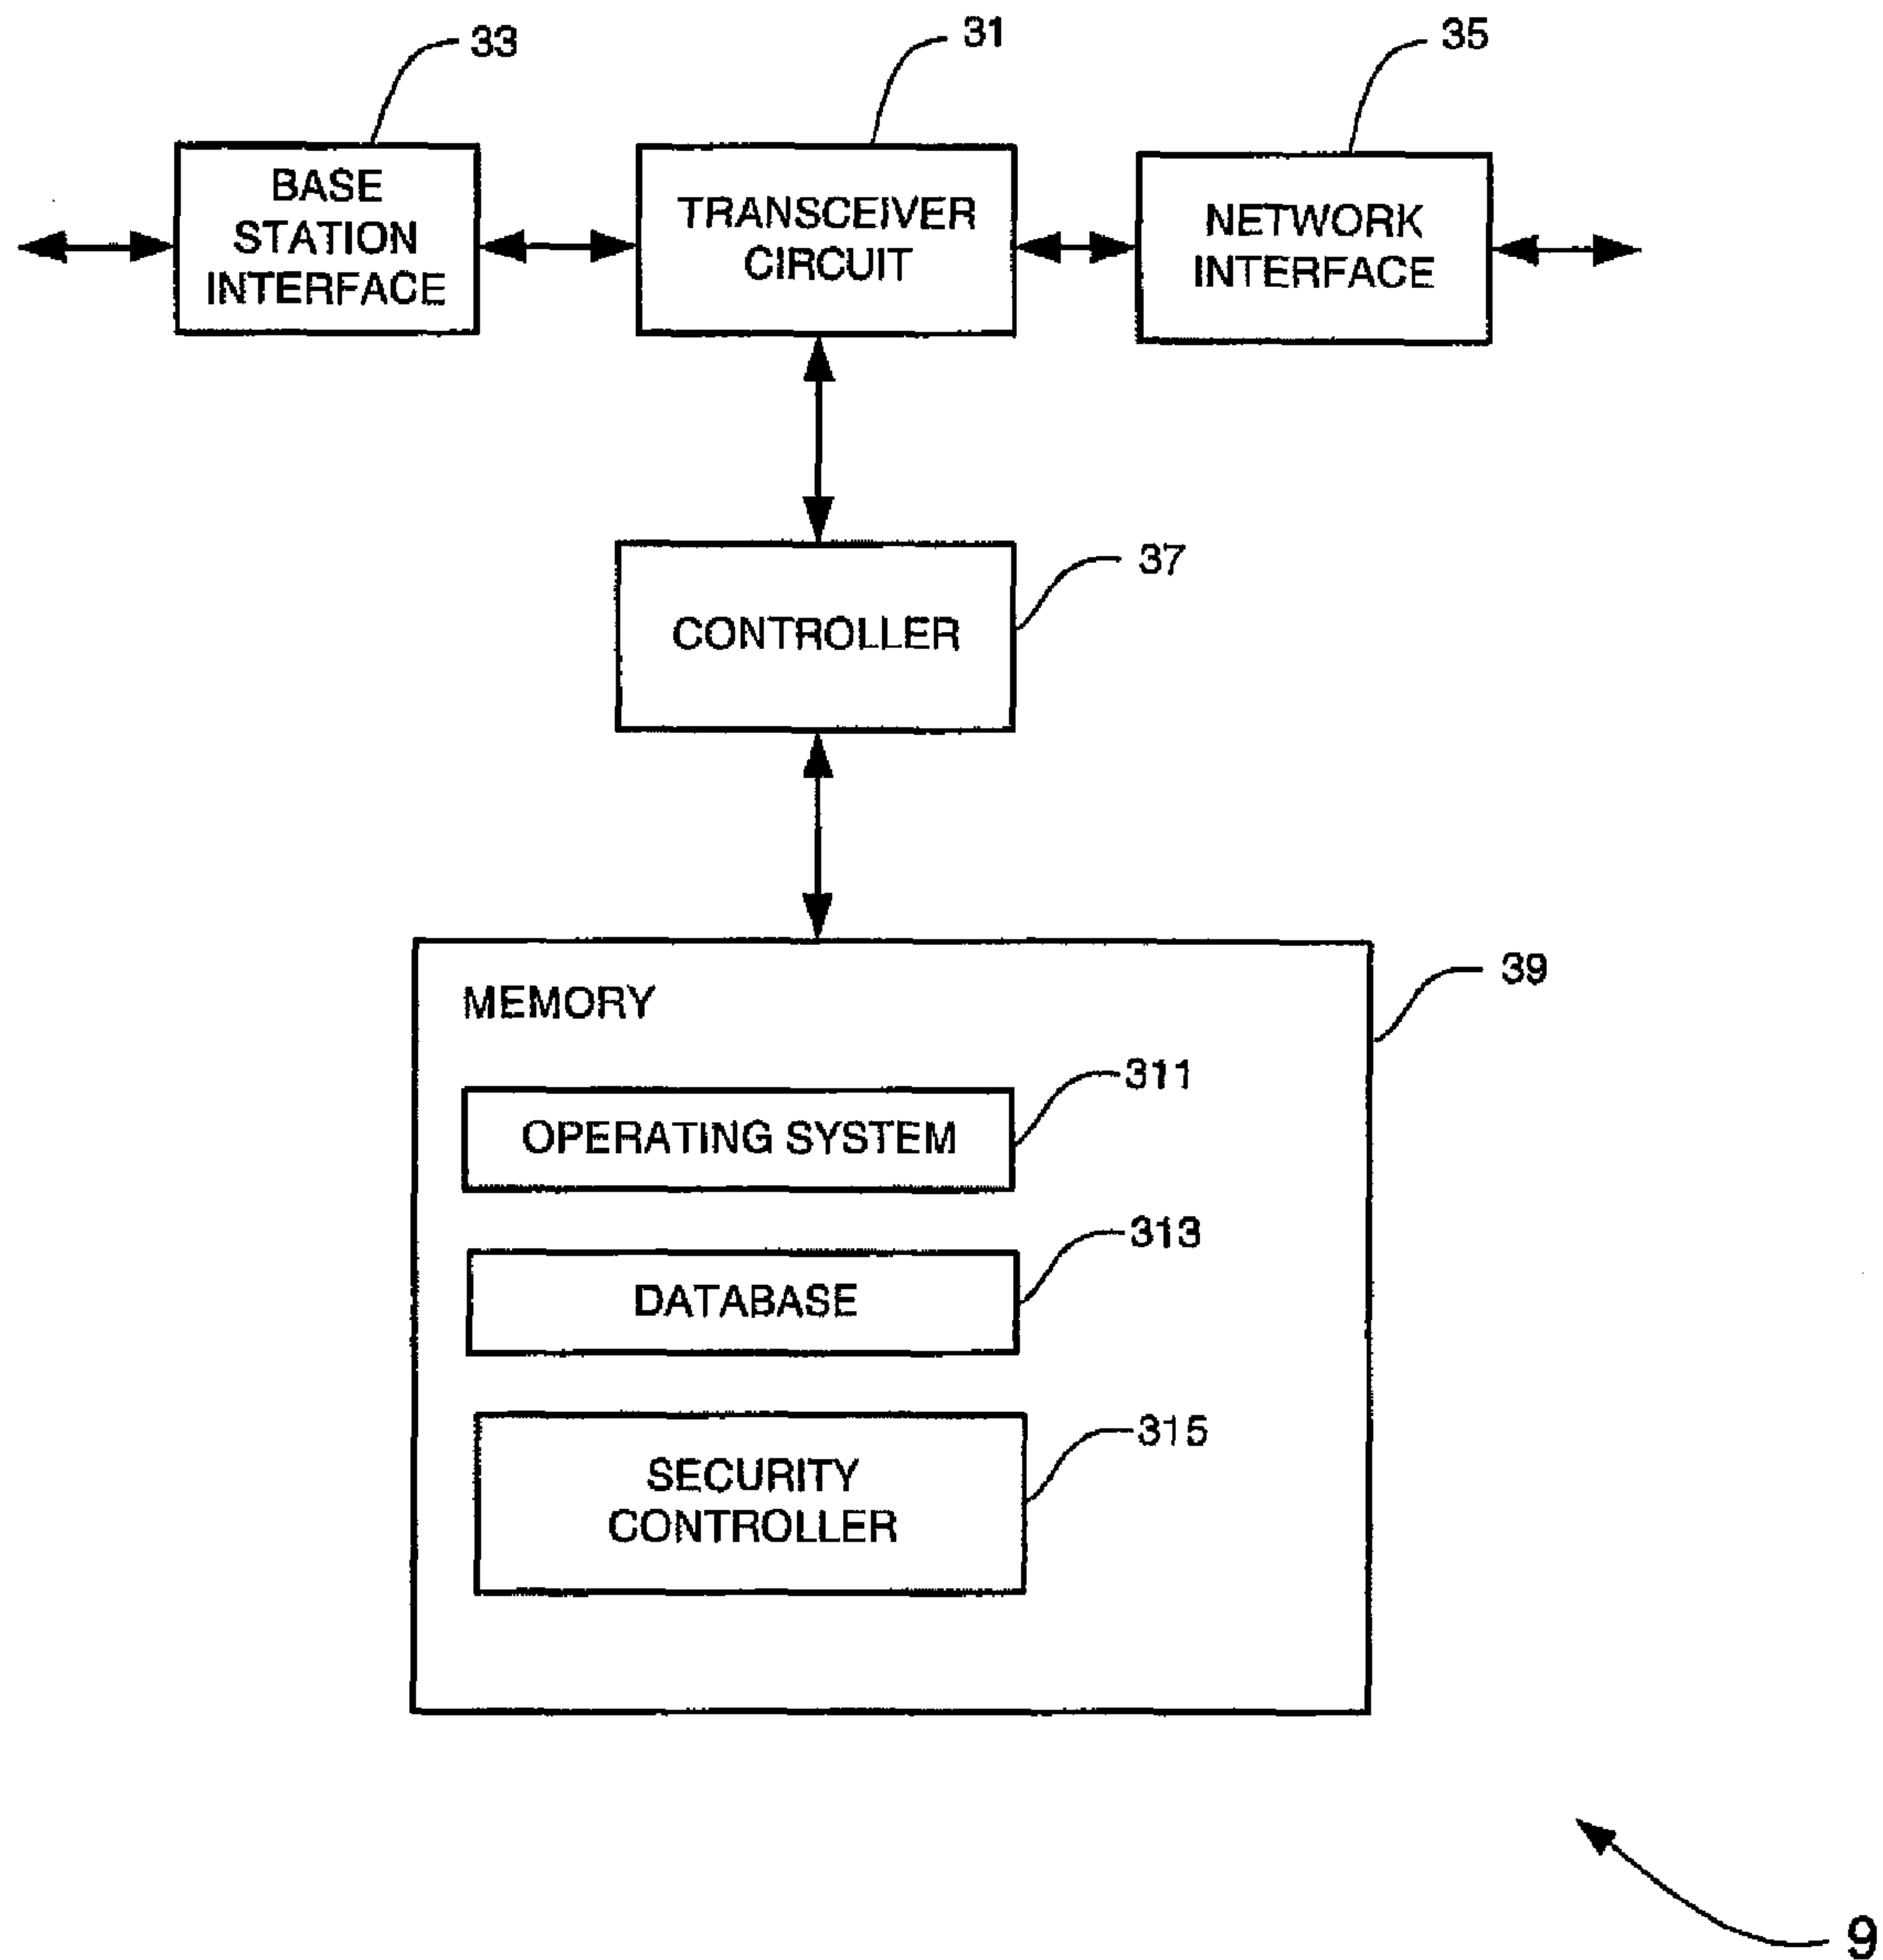 33
31
35
BASE
STATION
INTERFACE
TRANSCEIVER
CIRCUIT
NETWORK
INTERFACE
37
CONTROLLER
39
MEMORY
311
OPERATING SYSTEM
313
DATABASE
315
SECURITY
CONTROLLER
9